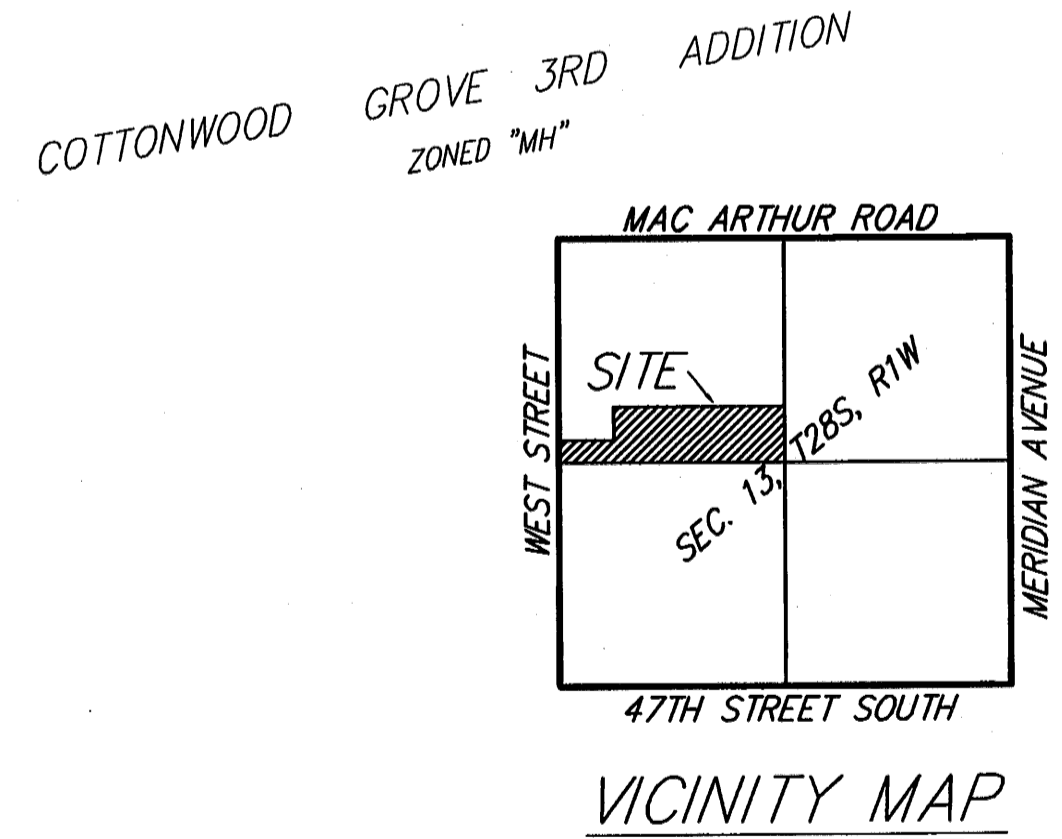 COTTONWOOD GROVE 3RD ADDITION
ZONED "MH"
MAC ARTHUR ROAD
WEST STREET
SITE
SEC. 13, T28S, R1W
MERIDIAN AVENUE
47TH STREET SOUTH
VICINITY MAP